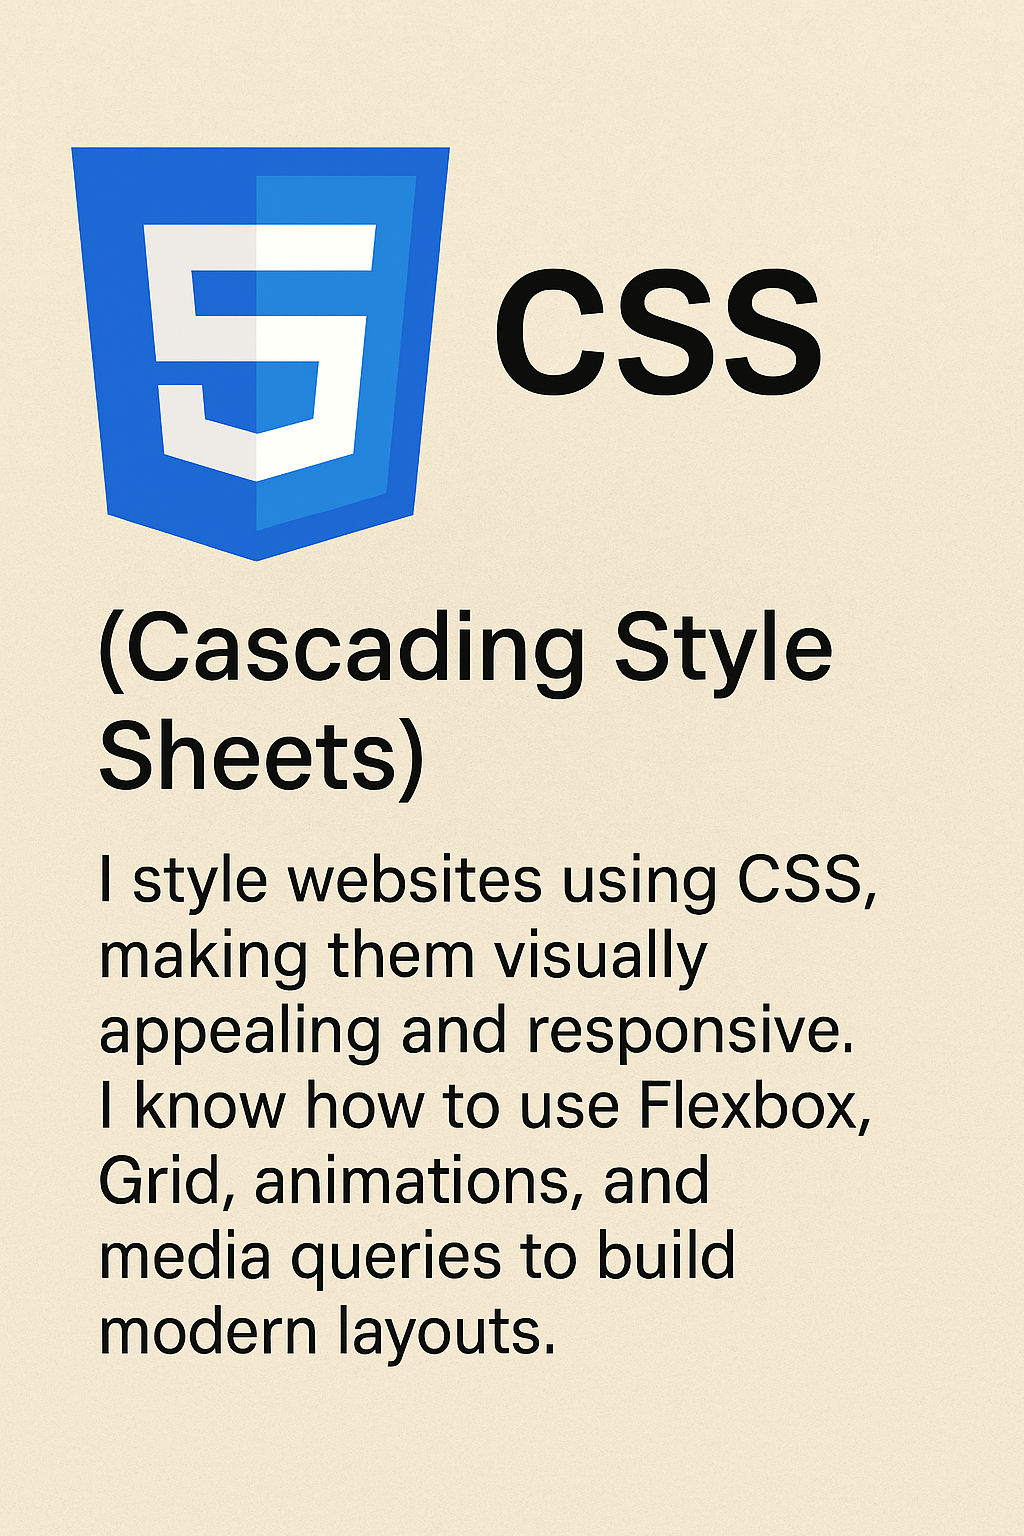 5
CSS
(Cascading Style
Sheets)
I style websites using CSS,
making them visually
appealing and responsive.
I know how to use Flexbox,
Grid, animations, and
media queries to build
modern layouts.